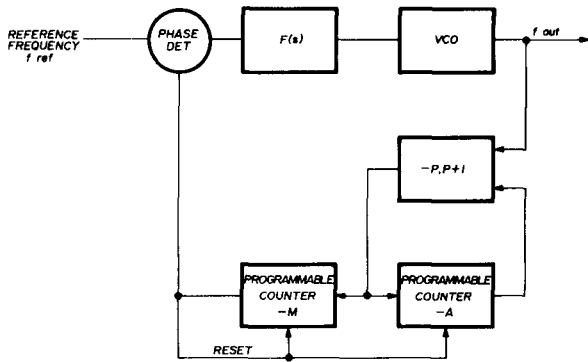 REFERENCE
FREQUENCY
f ref
PHASE
DET
F(s)
VCO
f out
–P, P+1
PROGRAMMABLE
COUNTER
–M
PROGRAMMABLE
COUNTER
–A
RESET